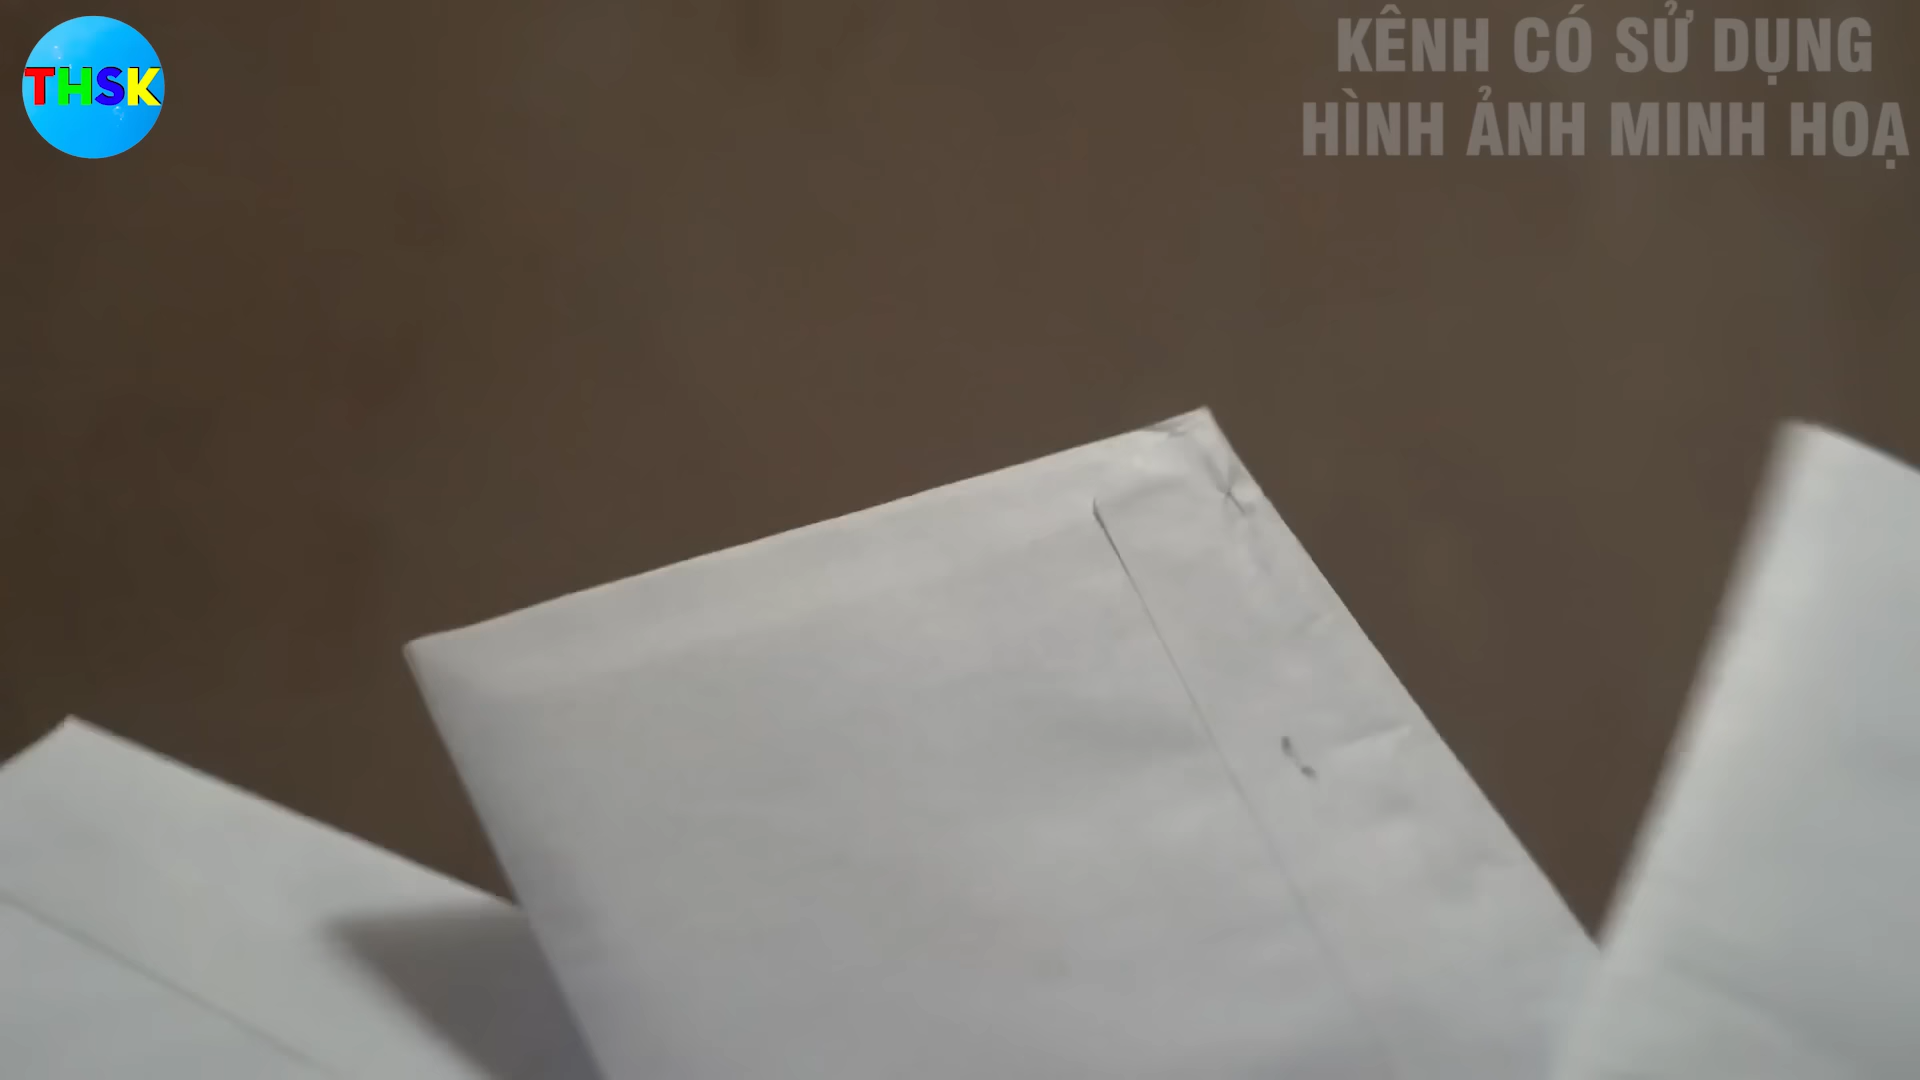 THSK
KÊNH CÓ SỬ DỤNG
HÌNH ẢNH MINH HOẠ